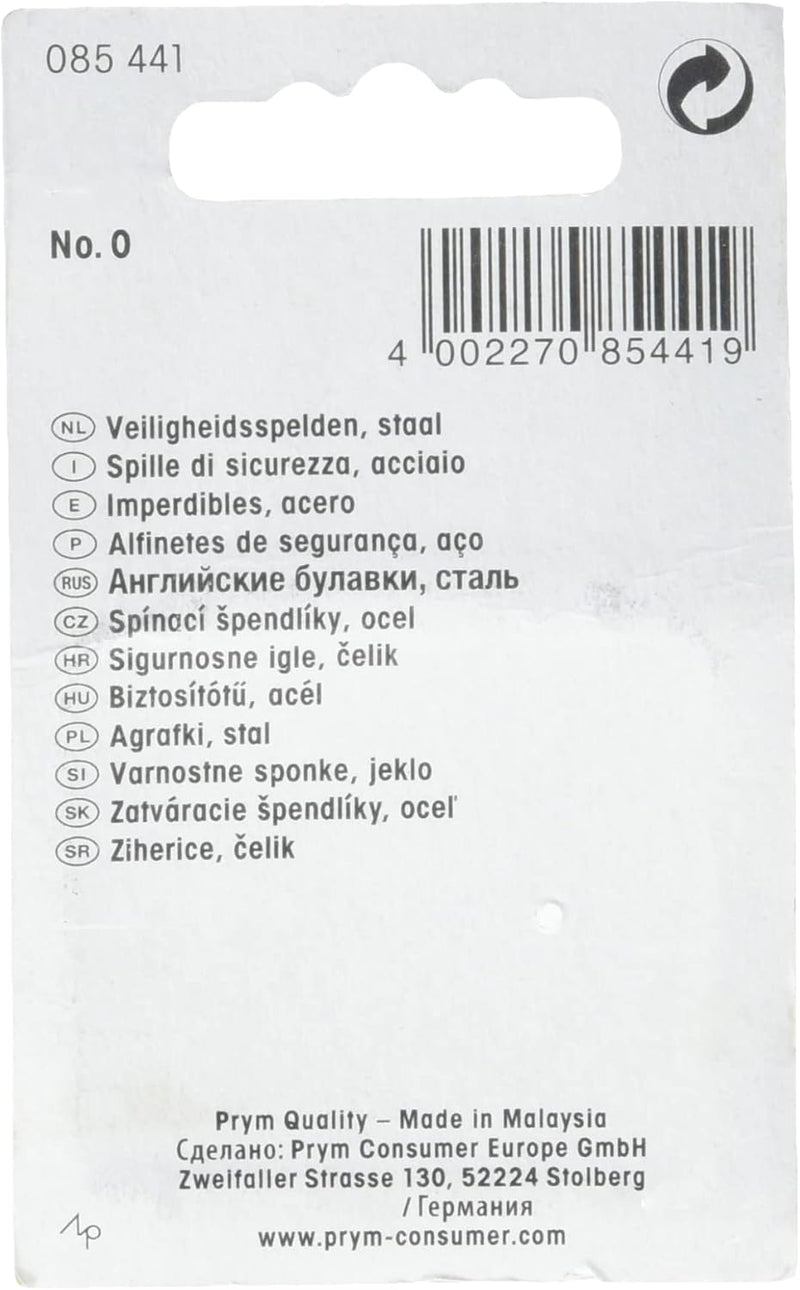 085 441
No. 0
4 002270 854419
NL Veiligheidsspelden, staal
I Spille di sicurezza, acciaio
E Imperdibles, acero
P Alfinetes de segurança, aço
RUS Английские булавки, сталь
CZ Spínací špendlíky, ocel
HR Sigurnosne igle, čelik
HU Biztosítótű, acél
PL Agrafki, stal
SI Varnostne sponke, jeklo
SK Zatváracie špendlíky, oceľ
SR Ziherice, čelik
Prym Quality – Made in Malaysia
Сделано: Prym Consumer Europe GmbH
Zweifaller Strasse 130, 52224 Stolberg
/ Германия
www.prym-consumer.com